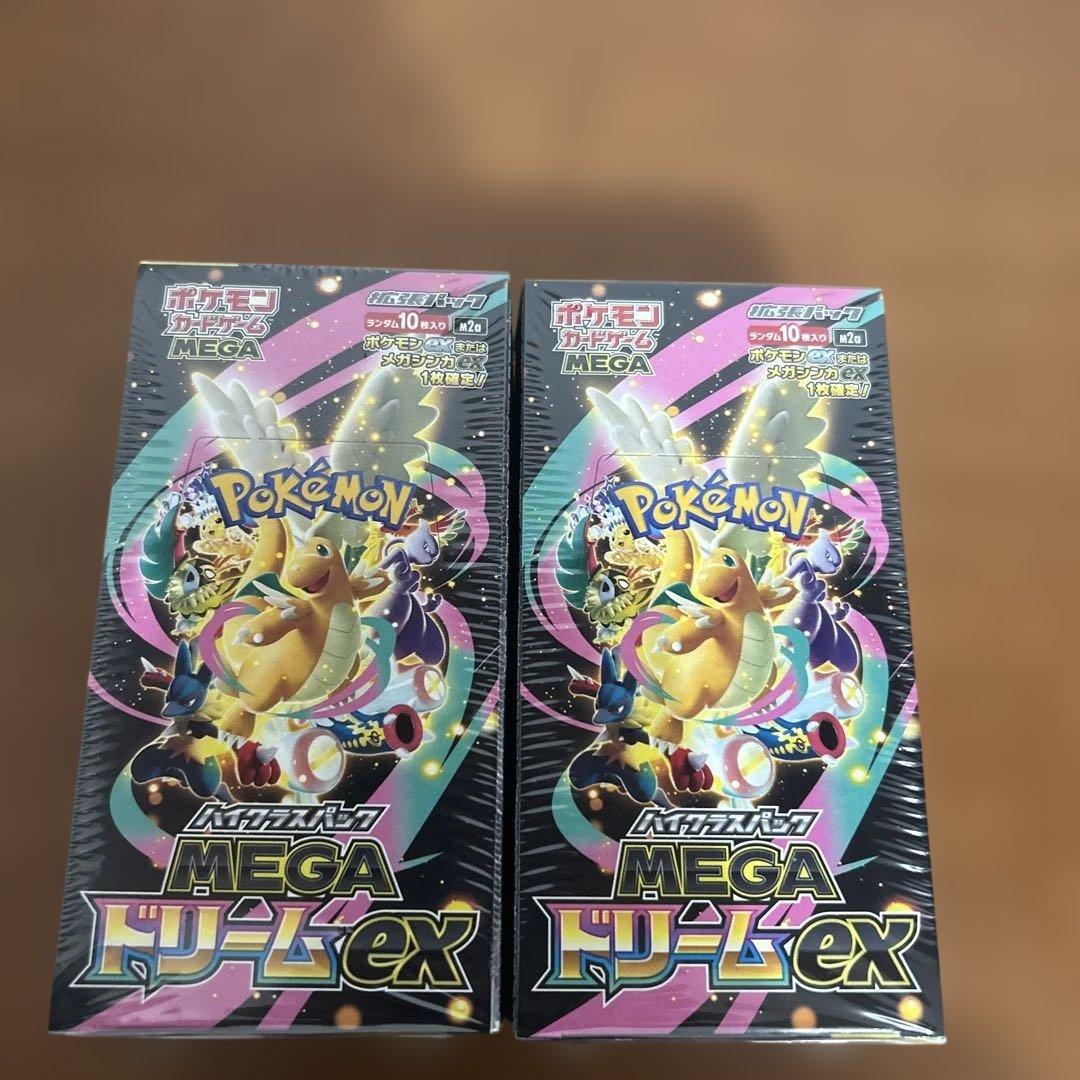 ポケモン
カードゲーム
MEGA
拡張パック
ランダム10枚入り
M2a
ポケモンexまたは
メガシンカex
1枚確定!
POKéMON
ハイクラスパック
MEGA
ドリームex
ポケモン
カードゲーム
MEGA
拡張パック
ランダム10枚入り
M2a
ポケモンexまたは
メガシンカex
1枚確定!
POKéMON
ハイクラスパック
MEGA
ドリームex